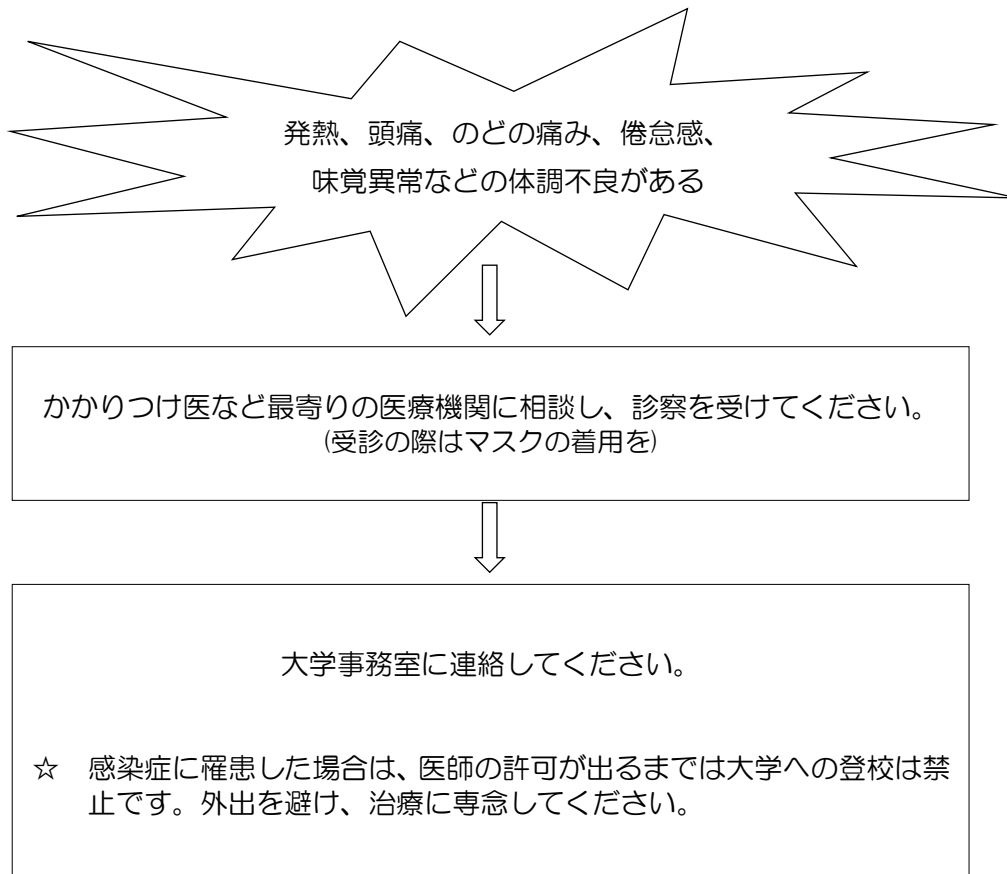 発熱、頭痛、のどの痛み、倦怠感、
味覚異常などの体調不良がある
かかりつけ医など最寄りの医療機関に相談し、診察を受けてください。
(受診の際はマスクの着用を)
大学事務室に連絡してください。
☆　感染症に罹患した場合は、医師の許可が出るまでは大学への登校は禁
止です。外出を避け、治療に専念してください。